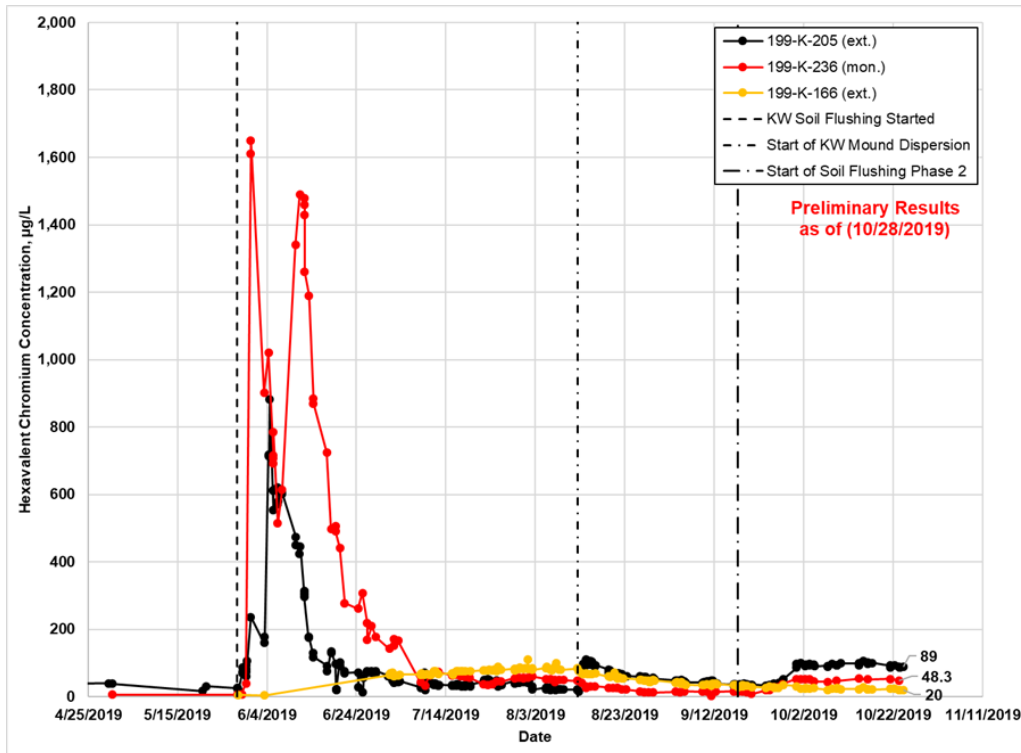 2,000
1,800
1,600
1,400
1,200
1,000
800
600
400
200
0
Hexavalent Chromium Concentration, µg/L
199-K-205 (ext.)
199-K-236 (mon.)
199-K-166 (ext.)
KW Soil Flushing Started
Start of KW Mound Dispersion
Start of Soil Flushing Phase 2
Preliminary Results
as of (10/28/2019)
89
48.3
20
4/25/2019 5/15/2019 6/4/2019 6/24/2019 7/14/2019 8/3/2019 8/23/2019 9/12/2019 10/2/2019 10/22/2019 11/11/2019
Date